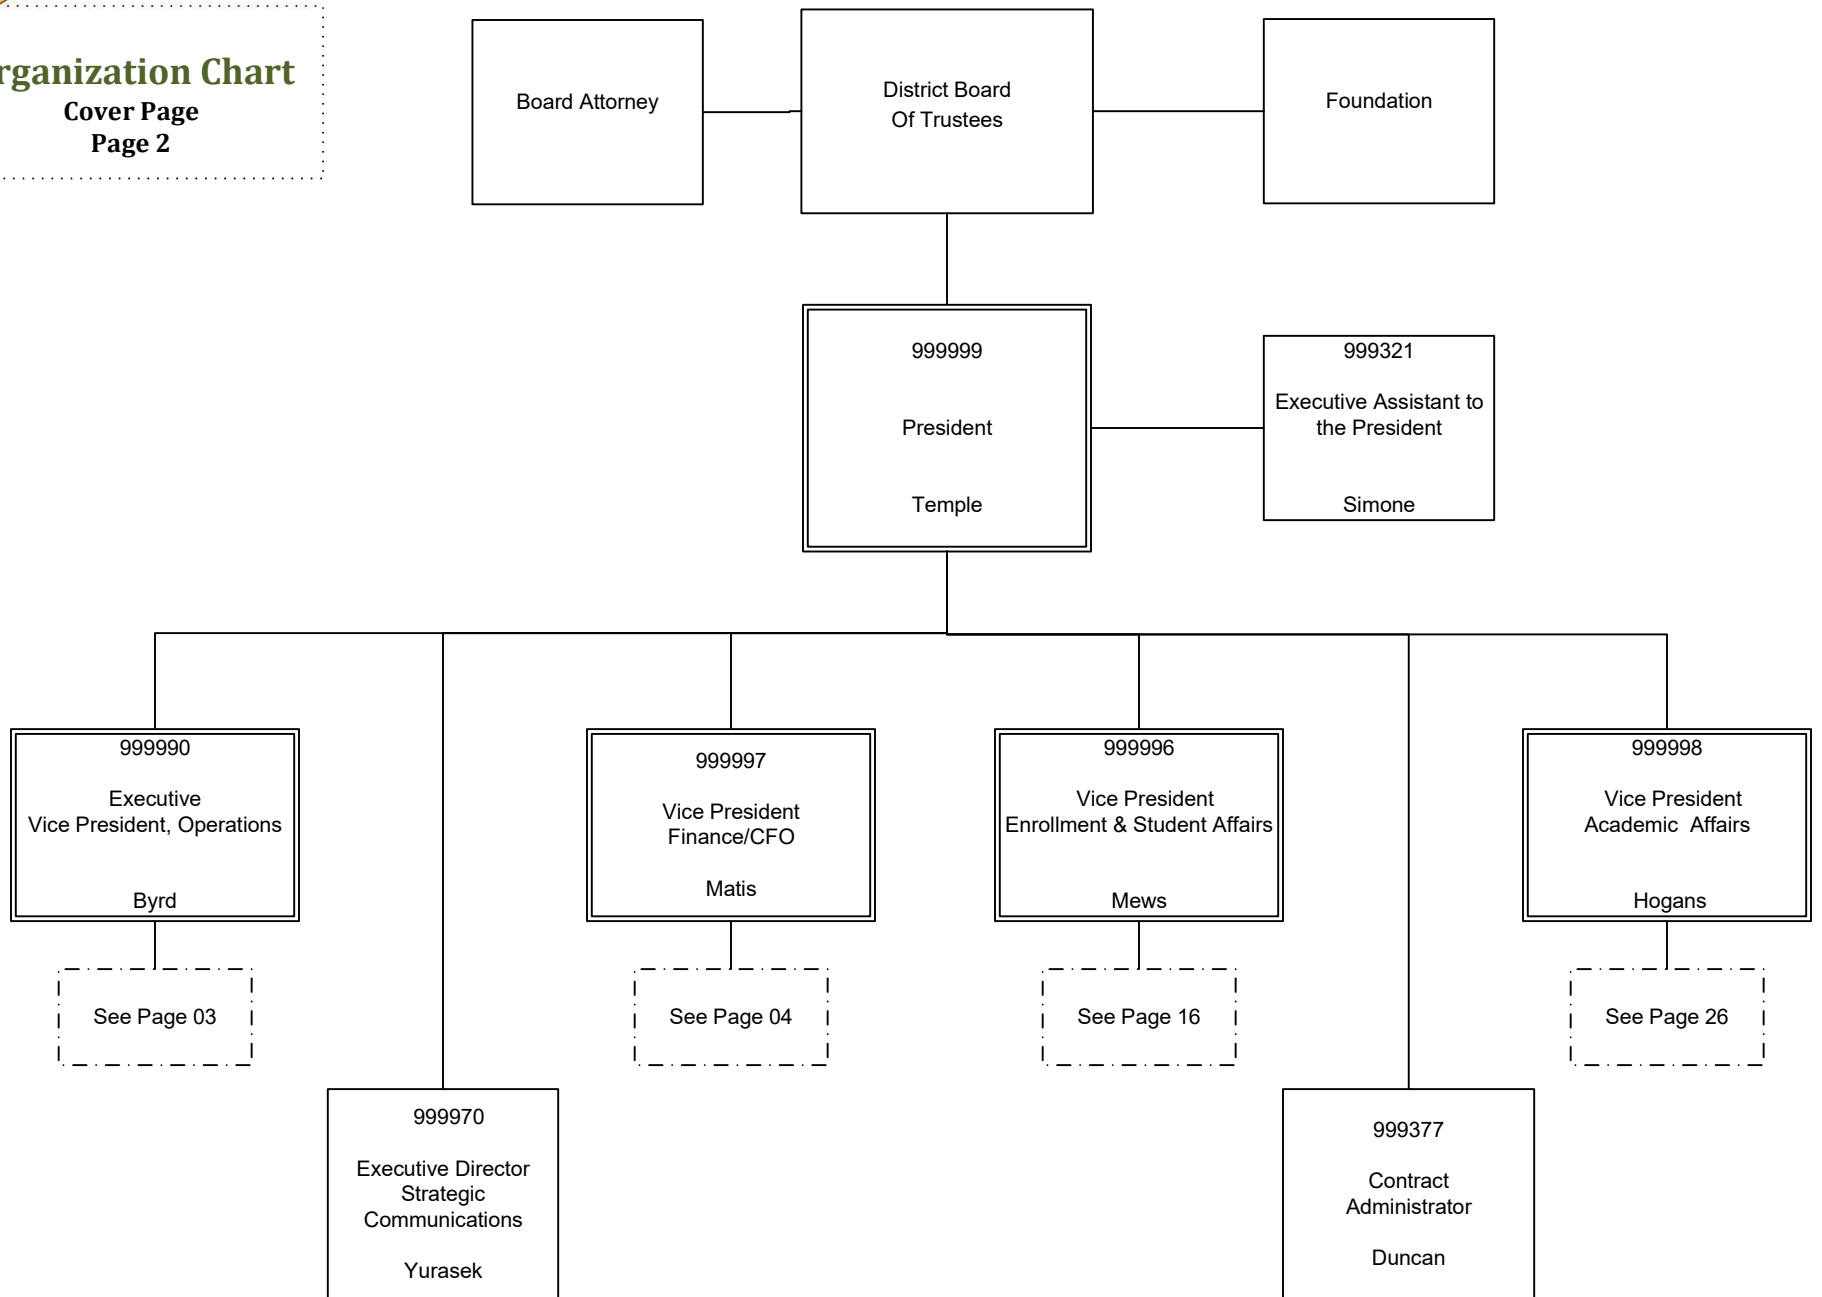 rganization Chart
Cover Page
Page 2
Board Attorney
District Board
Of Trustees
Foundation
999999
President
Temple
999321
Executive Assistant to
the President
Simone
999990
Executive
Vice President, Operations
Byrd
999997
Vice President
Finance/CFO
Matis
999996
Vice President
Enrollment & Student Affairs
Mews
999998
Vice President
Academic  Affairs
Hogans
See Page 03
See Page 04
See Page 16
See Page 26
999970
Executive Director
Strategic
Communications
Yurasek
999377
Contract
Administrator
Duncan